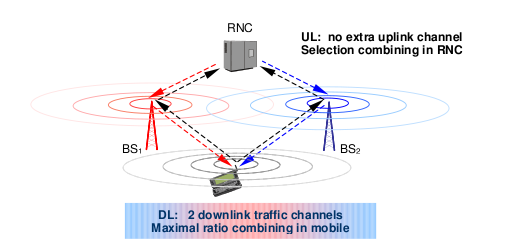 RNC
UL: no extra uplink channel
Selection combining in RNC
BS1
BS2
DL: 2 downlink traffic channels
Maximal ratio combining in mobile